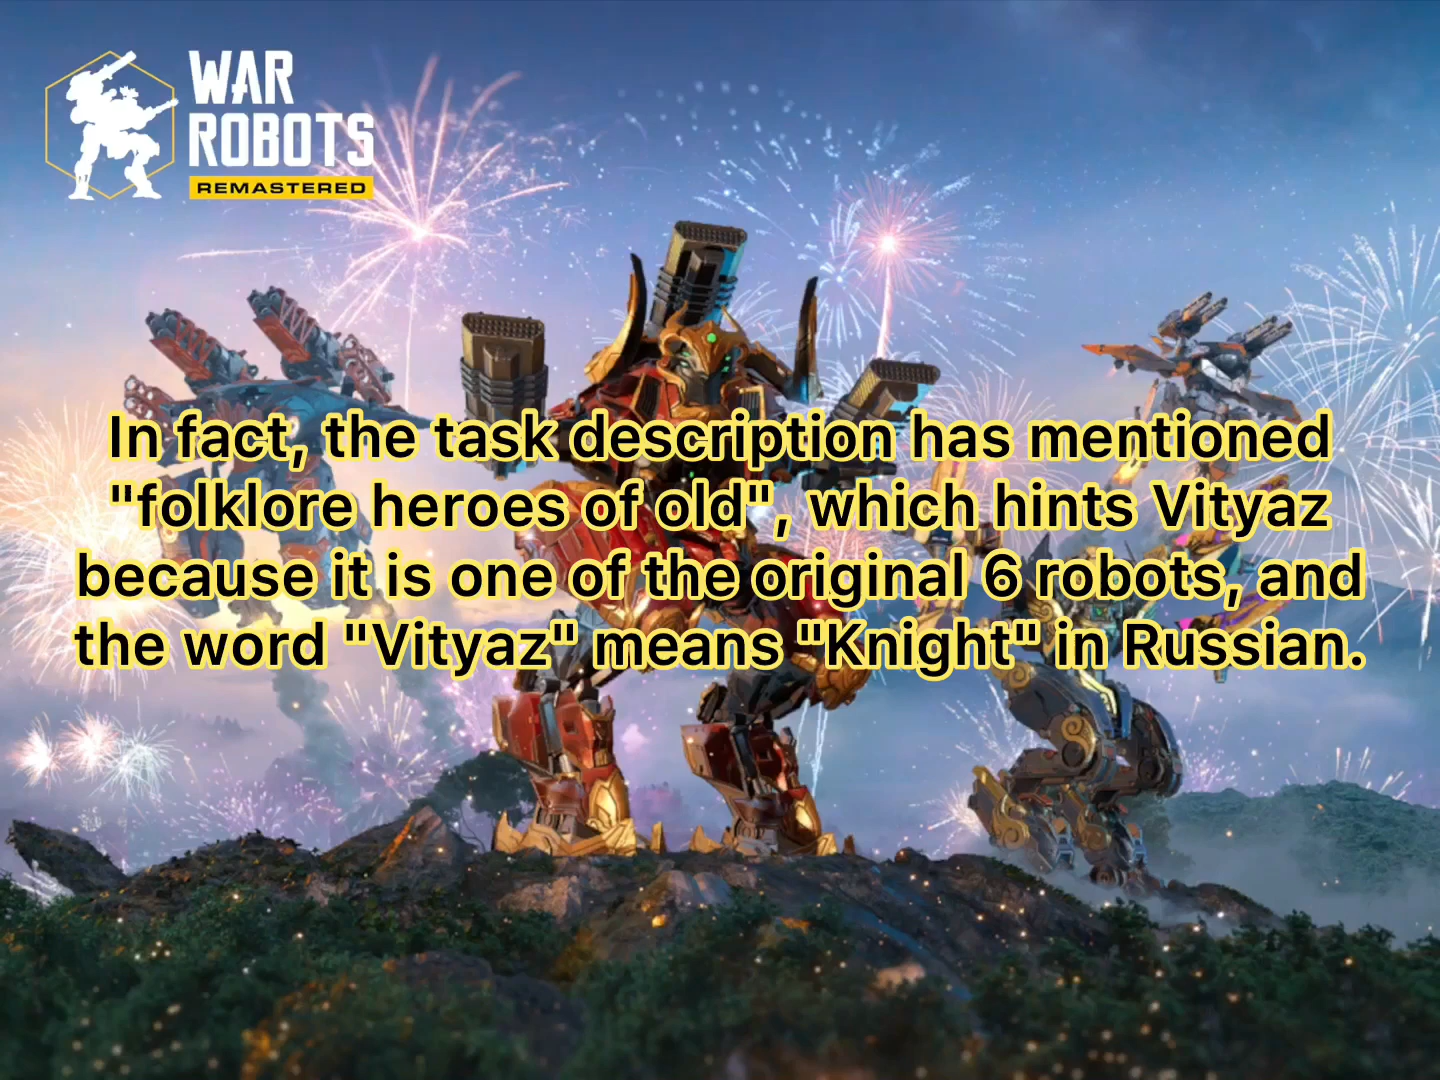 WAR
ROBOTS
REMASTERED
In fact, the task description has mentioned
"folklore heroes of old", which hints Vityaz
because it is one of the original 6 robots, and
the word "Vityaz" means "Knight" in Russian.